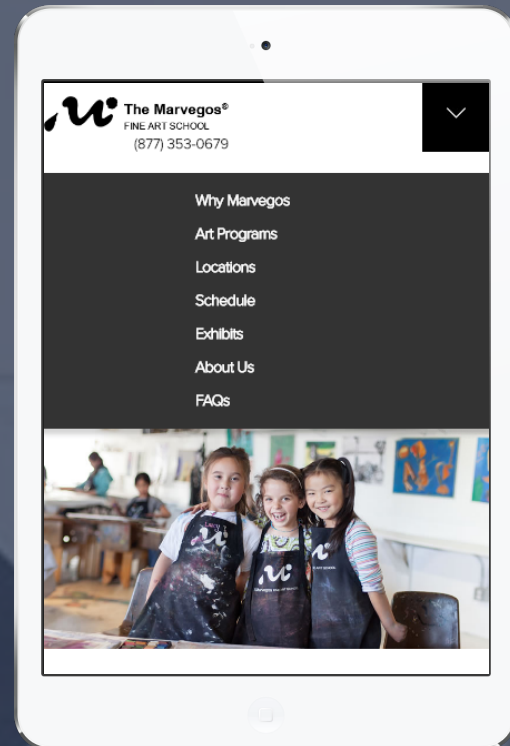 The Marvegos®
FINE ART SCHOOL
(877) 353-0679
Why Marvegos
Art Programs
Locations
Schedule
Exhibits
About Us
FAQs